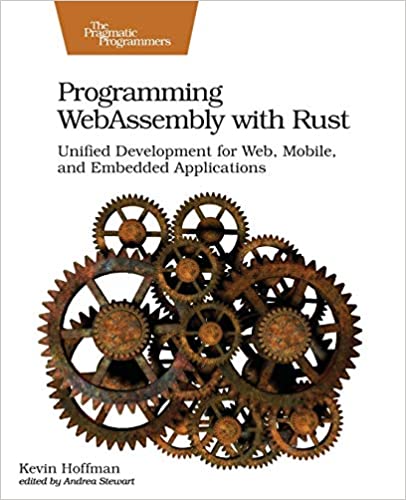 The
Pragmatic
Programmers
Programming
WebAssembly with Rust
Unified Development for Web, Mobile,
and Embedded Applications
Kevin Hoffman
edited by Andrea Stewart